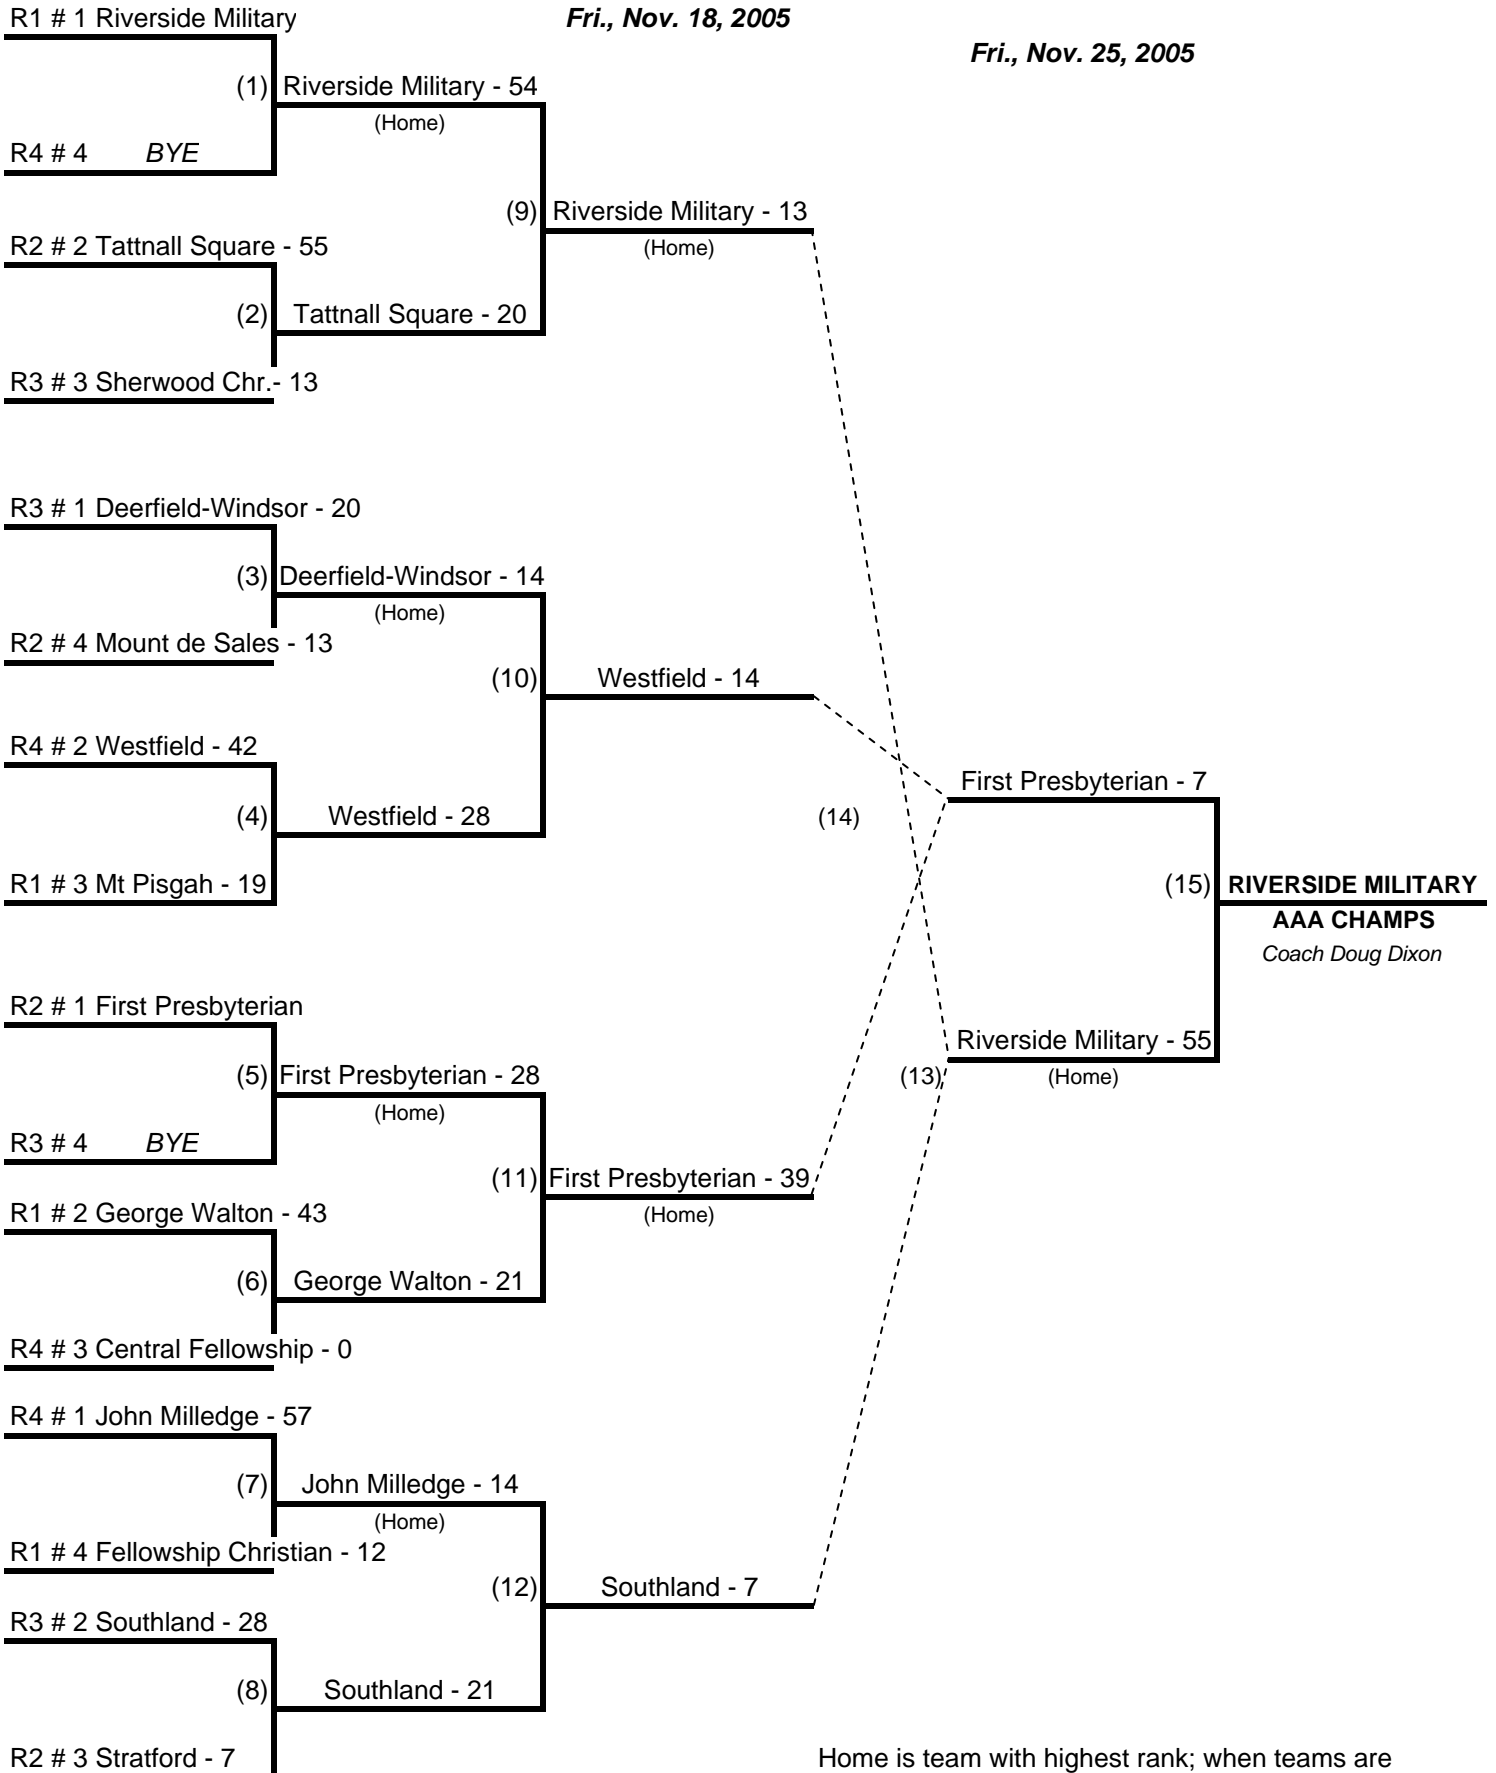 R1 # 1 Riverside Military
Fri., Nov. 18, 2005
Fri., Nov. 25, 2005
(1) Riverside Military - 54
(Home)
R4 # 4 BYE
(9) Riverside Military - 13
(Home)
R2 # 2 Tattnall Square - 55
(2) Tattnall Square - 20
R3 # 3 Sherwood Chr.- 13
R3 # 1 Deerfield-Windsor - 20
(3) Deerfield-Windsor - 14
(Home)
R2 # 4 Mount de Sales - 13
(10) Westfield - 14
R4 # 2 Westfield - 42
(4) Westfield - 28
R1 # 3 Mt Pisgah - 19
(14)
First Presbyterian - 7
(15) RIVERSIDE MILITARY
AAA CHAMPS
Coach Doug Dixon
R2 # 1 First Presbyterian
Riverside Military - 55
(Home)
(13)
(5) First Presbyterian - 28
(Home)
R3 # 4 BYE
(11) First Presbyterian - 39
(Home)
R1 # 2 George Walton - 43
(6) George Walton - 21
R4 # 3 Central Fellowship - 0
R4 # 1 John Milledge - 57
(7) John Milledge - 14
(Home)
R1 # 4 Fellowship Christian - 12
(12) Southland - 7
R3 # 2 Southland - 28
(8) Southland - 21
R2 # 3 Stratford - 7
Home is team with highest rank; when teams are